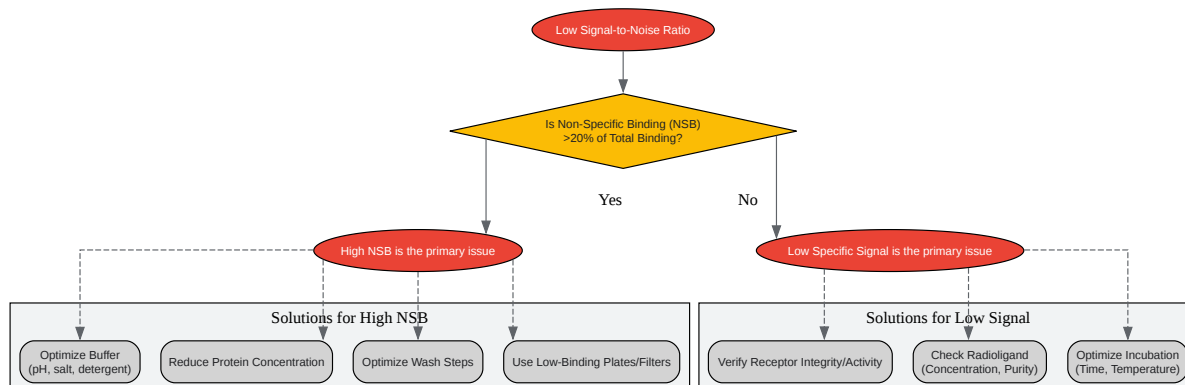 Low Signal-to-Noise Ratio
Is Non-Specific Binding (NSB)
>20% of Total Binding?
Yes
No
High NSB is the primary issue
Low Specific Signal is the primary issue
Solutions for High NSB
Solutions for Low Signal
Optimize Buffer
(pH, salt, detergent)
Reduce Protein Concentration
Optimize Wash Steps
Use Low-Binding Plates/Filters
Verify Receptor Integrity/Activity
Check Radioligand
(Concentration, Purity)
Optimize Incubation
(Time, Temperature)